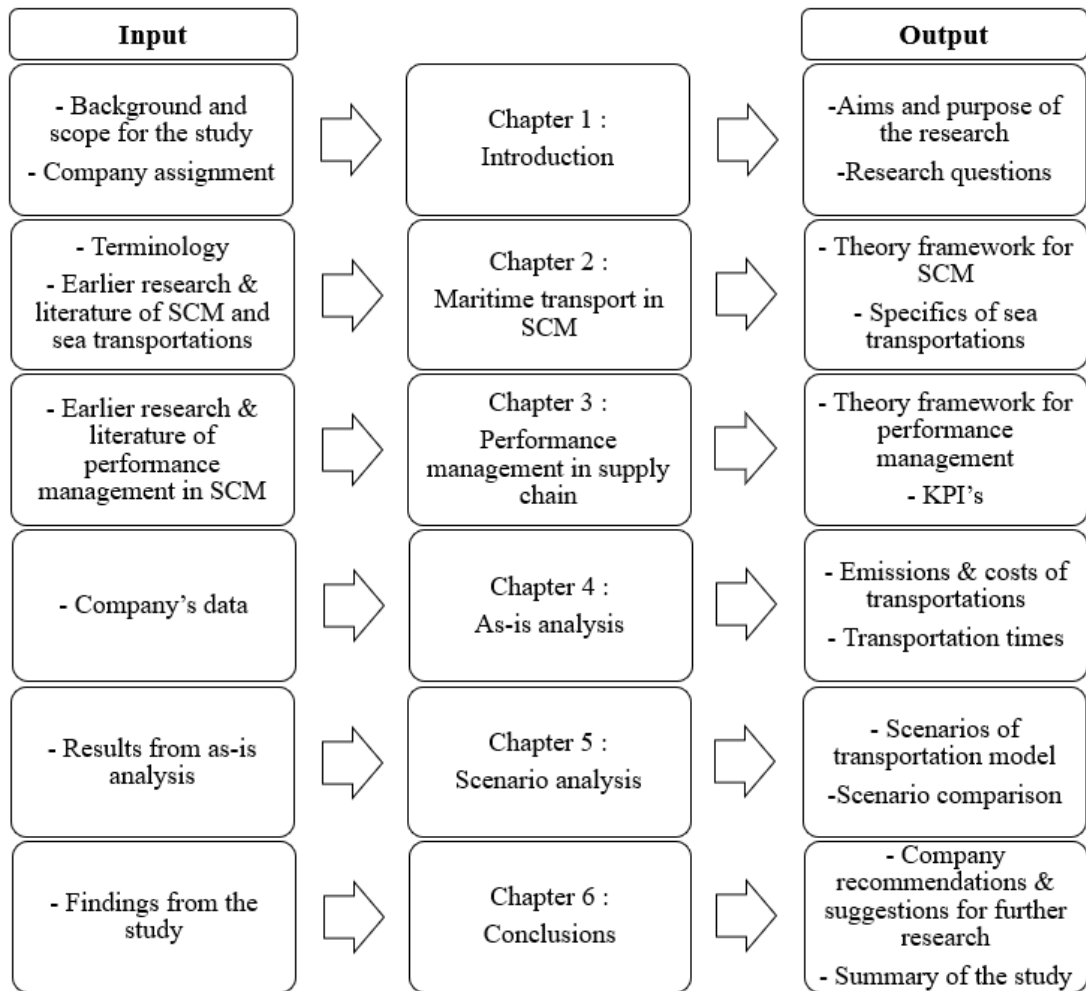 Input
Output
- Background and
scope for the study
- Company assignment
Chapter 1 :
Introduction
-Aims and purpose of
the research
-Research questions
- Terminology
- Earlier research &
literature of SCM and
sea transportations
Chapter 2 :
Maritime transport in
SCM
- Theory framework for
SCM
- Specifics of sea
transportations
- Earlier research &
literature of
performance
management in SCM
Chapter 3 :
Performance
management in supply
chain
- Theory framework for
performance
management
- KPI’s
- Company’s data
Chapter 4 :
As-is analysis
- Emissions & costs of
transportations
- Transportation times
- Results from as-is
analysis
Chapter 5 :
Scenario analysis
- Scenarios of
transportation model
-Scenario comparison
- Findings from the
study
Chapter 6 :
Conclusions
- Company
recommendations &
suggestions for further
research
- Summary of the study